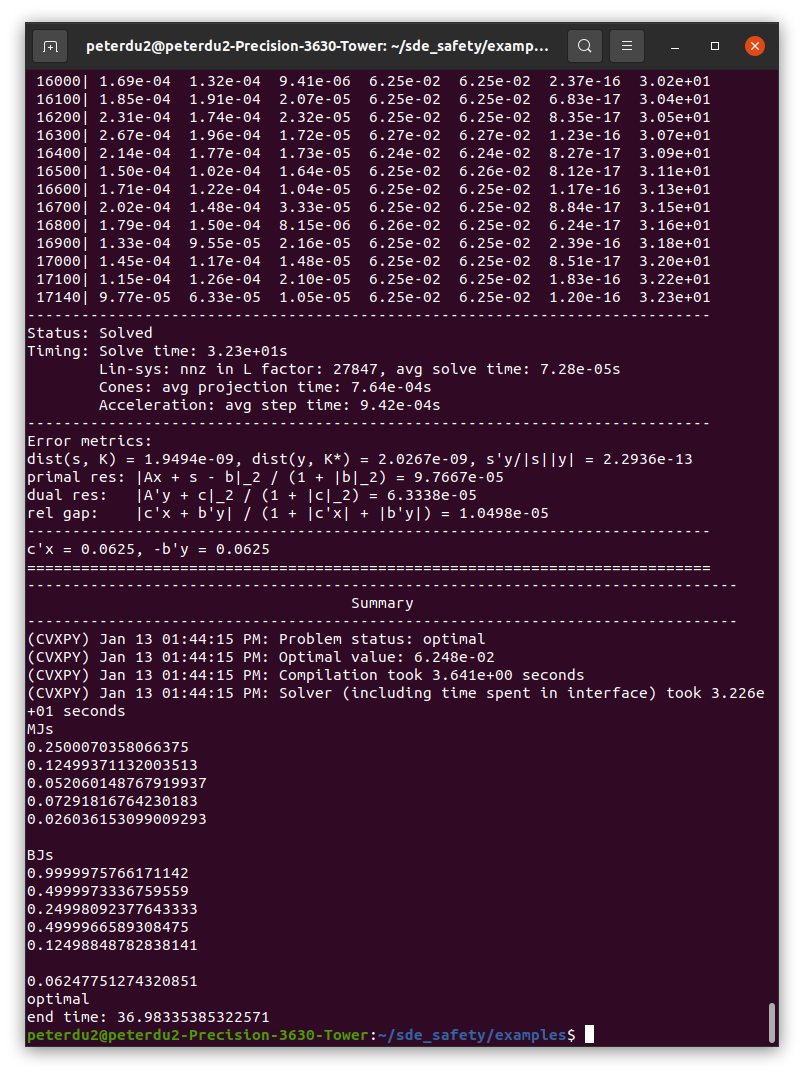 peterdu2@peterdu2-Precision-3630-Tower: ~/sde_safety/examp...
16000| 1.69e-04 1.32e-04 9.41e-06 6.25e-02 6.25e-02 2.37e-16 3.02e+01
16100| 1.85e-04 1.91e-04 2.07e-05 6.25e-02 6.25e-02 6.83e-17 3.04e+01
16200| 2.31e-04 1.74e-04 2.32e-05 6.25e-02 6.25e-02 8.35e-17 3.05e+01
16300| 2.67e-04 1.96e-04 1.72e-05 6.27e-02 6.27e-02 1.23e-16 3.07e+01
16400| 2.14e-04 1.77e-04 1.73e-05 6.24e-02 6.24e-02 8.27e-17 3.09e+01
16500| 1.50e-04 1.02e-04 1.64e-05 6.25e-02 6.26e-02 8.12e-17 3.11e+01
16600| 1.71e-04 1.22e-04 1.04e-05 6.25e-02 6.25e-02 1.17e-16 3.13e+01
16700| 2.02e-04 1.48e-04 3.33e-05 6.25e-02 6.25e-02 8.84e-17 3.15e+01
16800| 1.79e-04 1.50e-04 8.15e-06 6.26e-02 6.25e-02 6.24e-17 3.16e+01
16900| 1.33e-04 9.55e-05 2.16e-05 6.25e-02 6.25e-02 2.39e-16 3.18e+01
17000| 1.45e-04 1.17e-04 1.48e-05 6.25e-02 6.25e-02 8.51e-17 3.20e+01
17100| 1.15e-04 1.26e-04 2.10e-05 6.25e-02 6.25e-02 1.83e-16 3.22e+01
17140| 9.77e-05 6.33e-05 1.05e-05 6.25e-02 6.25e-02 1.20e-16 3.23e+01
----------------------------------------------------------------------------
Status: Solved
Timing: Solve time: 3.23e+01s
Lin-sys: nnz in L factor: 27847, avg solve time: 7.28e-05s
Cones: avg projection time: 7.64e-04s
Acceleration: avg step time: 9.42e-04s
----------------------------------------------------------------------------
Error metrics:
dist(s, K) = 1.9494e-09, dist(y, K*) = 2.0267e-09, s'y/|s||y| = 2.2936e-13
primal res: |Ax + s - b|_2 / (1 + |b|_2) = 9.7667e-05
dual res: |A'y + c|_2 / (1 + |c|_2) = 6.3338e-05
rel gap: |c'x + b'y| / (1 + |c'x| + |b'y|) = 1.0498e-05
----------------------------------------------------------------------------
c'x = 0.0625, -b'y = 0.0625
============================================================================
-------------------------------------------------------------------------------
Summary
-------------------------------------------------------------------------------
(CVXPY) Jan 13 01:44:15 PM: Problem status: optimal
(CVXPY) Jan 13 01:44:15 PM: Optimal value: 6.248e-02
(CVXPY) Jan 13 01:44:15 PM: Compilation took 3.641e+00 seconds
(CVXPY) Jan 13 01:44:15 PM: Solver (including time spent in interface) took 3.226e
+01 seconds
MJs
0.2500070358066375
0.12499371132003513
0.052060148767919937
0.07291816764230183
0.026036153099009293
BJs
0.9999975766171142
0.4999973336759559
0.24998092377643333
0.4999966589308475
0.12498848782838141
0.06247751274320851
optimal
end time: 36.98335385322571
peterdu2@peterdu2-Precision-3630-Tower:~/sde_safety/examples$